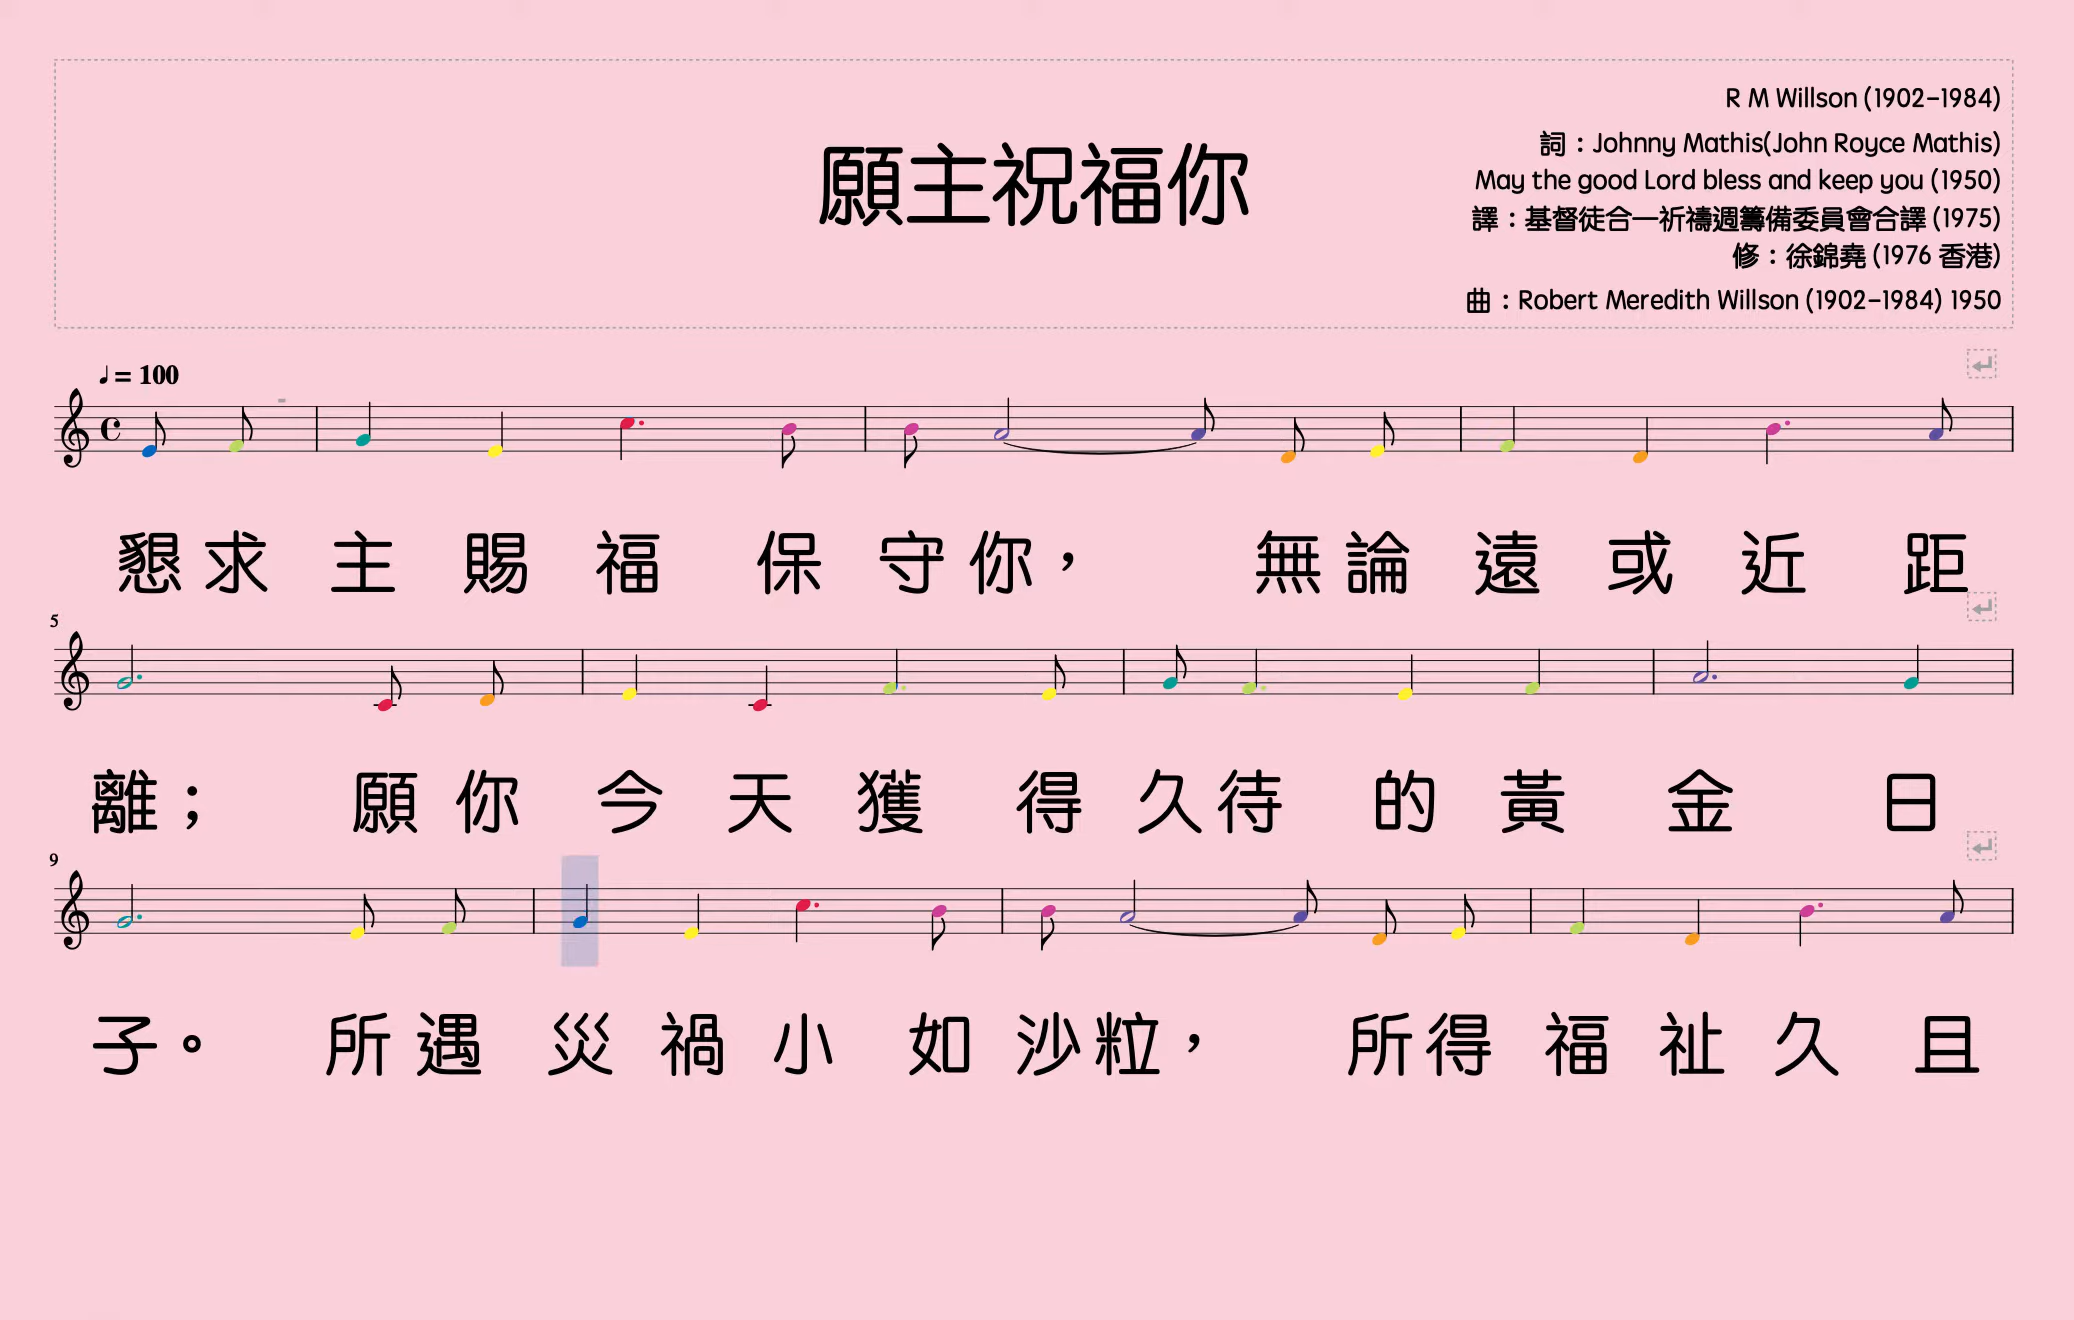 願主祝福你
R M Willson (1902-1984)
詞：Johnny Mathis(John Royce Mathis)
May the good Lord bless and keep you (1950)
譯：基督徒合一祈禱週籌備委員會合譯 (1975)
修：徐錦堯 (1976 香港)
曲：Robert Meredith Willson (1902-1984) 1950
♩= 100
懇求主賜福保守你， 無論遠或近距
5
離； 願你今天獲得久待的黃金日
9
子。 所遇災禍小如沙粒， 所得福祉久且